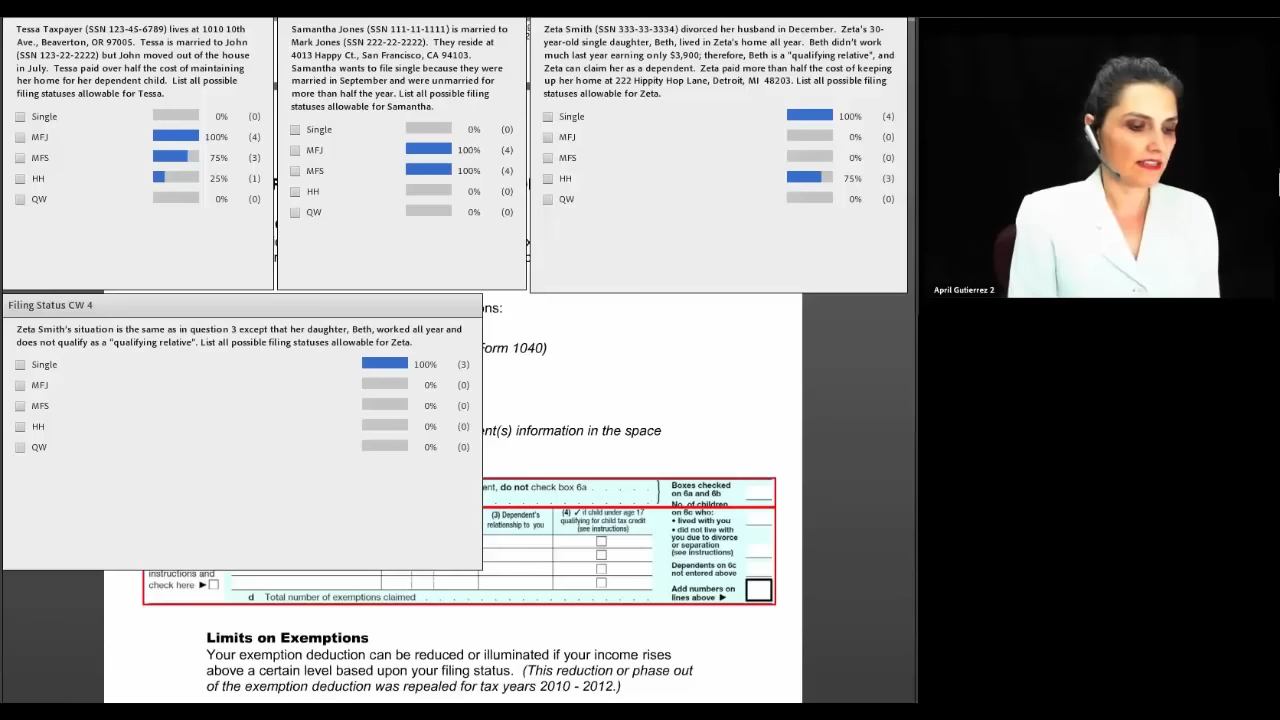 Tessa Taxpayer (SSN 123-45-6789) lives at 1010 10th
Ave., Beaverton, OR 97005. Tessa is married to John
(SSN 123-22-2222) but John moved out of the house
in July. Tessa paid over half the cost of maintaining
her home for her dependent child. List all possible
filing statuses allowable for Tessa.
Single 0% (0)
MFJ 100% (4)
MFS 75% (3)
HH 25% (1)
QW 0% (0)
Samantha Jones (SSN 111-11-1111) is married to
Mark Jones (SSN 222-22-2222). They reside at
4013 Happy Ct., San Francisco, CA 94103.
Samantha wants to file single because they were
married in September and were unmarried for
more than half the year. List all possible filing
statuses allowable for Samantha.
Single 0% (0)
MFJ 100% (4)
MFS 100% (4)
HH 0% (0)
QW 0% (0)
Zeta Smith (SSN 333-33-3334) divorced her husband in December. Zeta's 30-
year-old single daughter, Beth, lived in Zeta's home all year. Beth didn't work
much last year earning only $3,900; therefore, Beth is a "qualifying relative", and
Zeta can claim her as a dependent. Zeta paid more than half the cost of keeping
up her home at 222 Hippity Hop Lane, Detroit, MI 48203. List all possible filing
statuses allowable for Zeta.
Single 100% (4)
MFJ 0% (0)
MFS 0% (0)
HH 75% (3)
QW 0% (0)
April Gutierrez 2
Filing Status CW 4
Zeta Smith's situation is the same as in question 3 except that her daughter, Beth, worked all year and
does not qualify as a "qualifying relative". List all possible filing statuses allowable for Zeta.
Single 100% (3)
MFJ 0% (0)
MFS 0% (0)
HH 0% (0)
QW 0% (0)
ons:
Form 1040)
ent(s) information in the space
ent, do not check box 6a
Boxes checked
on 6a and 6b
No. of children
on 6c who:
• lived with you
• did not live with
you due to divorce
or separation
(see instructions)
Dependents on 6c
not entered above
Add numbers on
lines above ►
(3) Dependent's
relationship to you
(4) ✓ if child under age 17
qualifying for child tax credit
(see instructions)
instructions and
check here ►
d Total number of exemptions claimed
Limits on Exemptions
Your exemption deduction can be reduced or illuminated if your income rises
above a certain level based upon your filing status. (This reduction or phase out
of the exemption deduction was repealed for tax years 2010 - 2012.)